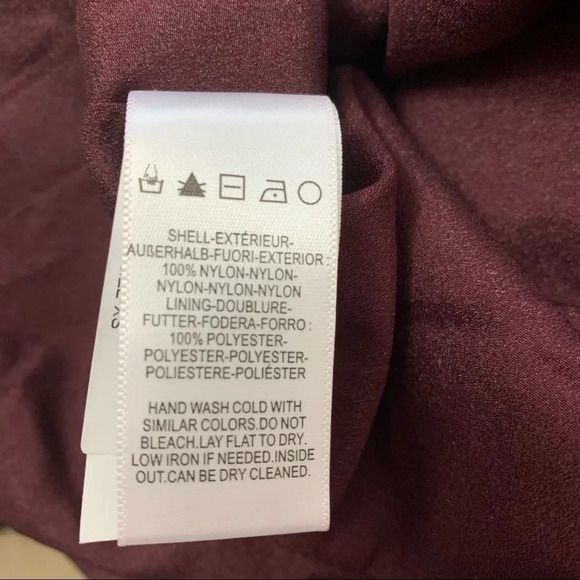 SHELL-EXTÉRIEUR-
AUßERHALB-FUORI-EXTERIOR :
100% NYLON-NYLON-
NYLON-NYLON-NYLON
LINING-DOUBLURE-
FUTTER-FODERA-FORRO :
100% POLYESTER-
POLYESTER-POLYESTER-
POLIESTERE-POLIÉSTER
HAND WASH COLD WITH
SIMILAR COLORS.DO NOT
BLEACH.LAY FLAT TO DRY.
LOW IRON IF NEEDED.INSIDE
OUT.CAN BE DRY CLEANED.